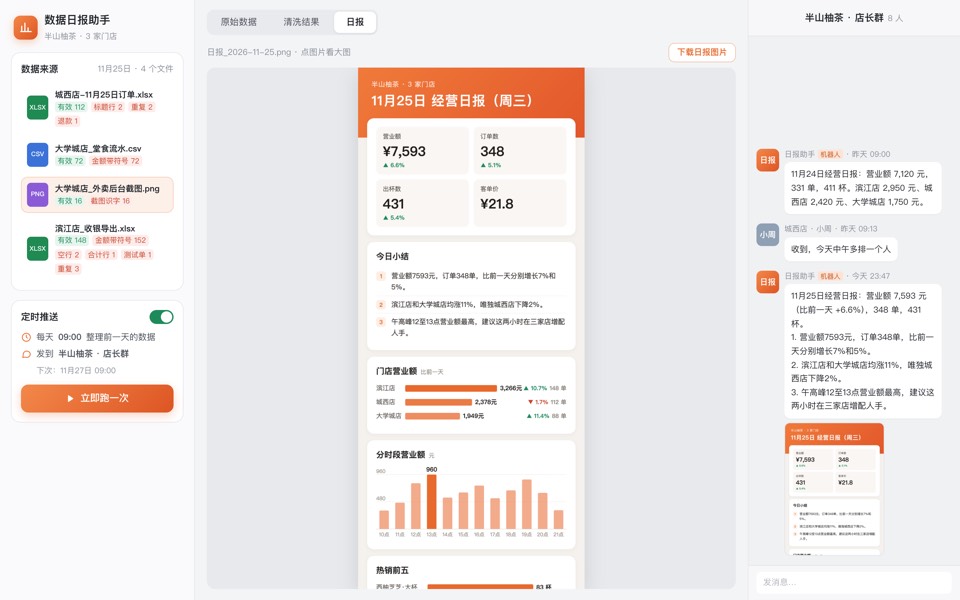 数据日报助手
半山柚茶 · 3 家门店
数据来源
11月25日 · 4 个文件
XLSX
城西店-11月25日订单.xlsx
有效 112 标题行 2 重复 2
退款 1
CSV
大学城店_堂食流水.csv
有效 72 金额带符号 72
PNG
大学城店_外卖后台截图.png
有效 16 截图识字 16
XLSX
滨江店_收银导出.xlsx
有效 148 金额带符号 152
空行 2 合计行 1 测试单 1
重复 3
定时推送
每天 09:00 整理前一天的数据
发到 半山柚茶 · 店长群
下次：11月27日 09:00
立即跑一次
原始数据 清洗结果 日报
日报_2026-11-25.png · 点图片看大图
下载日报图片
半山柚茶 · 3 家门店
11月25日 经营日报（周三）
营业额
¥7,593
▲ 6.6%
订单数
348
▲ 5.1%
出杯数
431
▲ 5.4%
客单价
¥21.8
今日小结
1 营业额7593元，订单348单，比前一天分别增长7%和
5%。
2 滨江店和大学城店均涨11%，唯独城西店下降2%。
3 午高峰12至13点营业额最高，建议这两小时在三家店增配
人手。
门店营业额 比前一天
滨江店 3,266元 ▲ 10.7% 148 单
城西店 2,378元 ▼ 1.7% 112 单
大学城店 1,949元 ▲ 11.4% 88 单
分时段营业额 元
960
960
480
10点 11点 12点 13点 14点 15点 16点 17点 18点 19点 20点 21点
热销前五
西柚芝芝·大杯 83 杯
半山柚茶 · 店长群 8 人
日报
日报助手 机器人 · 昨天 09:00
11月24日经营日报：营业额 7,120 元，
331 单，411 杯。滨江店 2,950 元、城
西店 2,420 元、大学城店 1,750 元。
小周
城西店 · 小周 · 昨天 09:13
收到，今天中午多排一个人
日报
日报助手 机器人 · 今天 23:47
11月25日经营日报：营业额 7,593 元
（比前一天 +6.6%），348 单，431
杯。
1. 营业额7593元，订单348单，比前一
天分别增长7%和5%。
2. 滨江店和大学城店均涨11%，唯独城
西店下降2%。
3. 午高峰12至13点营业额最高，建议这
两小时在三家店增配人手。
11月25日 经营日报（周三）
¥7,593
348
431
¥21.8
今日小结
发消息...